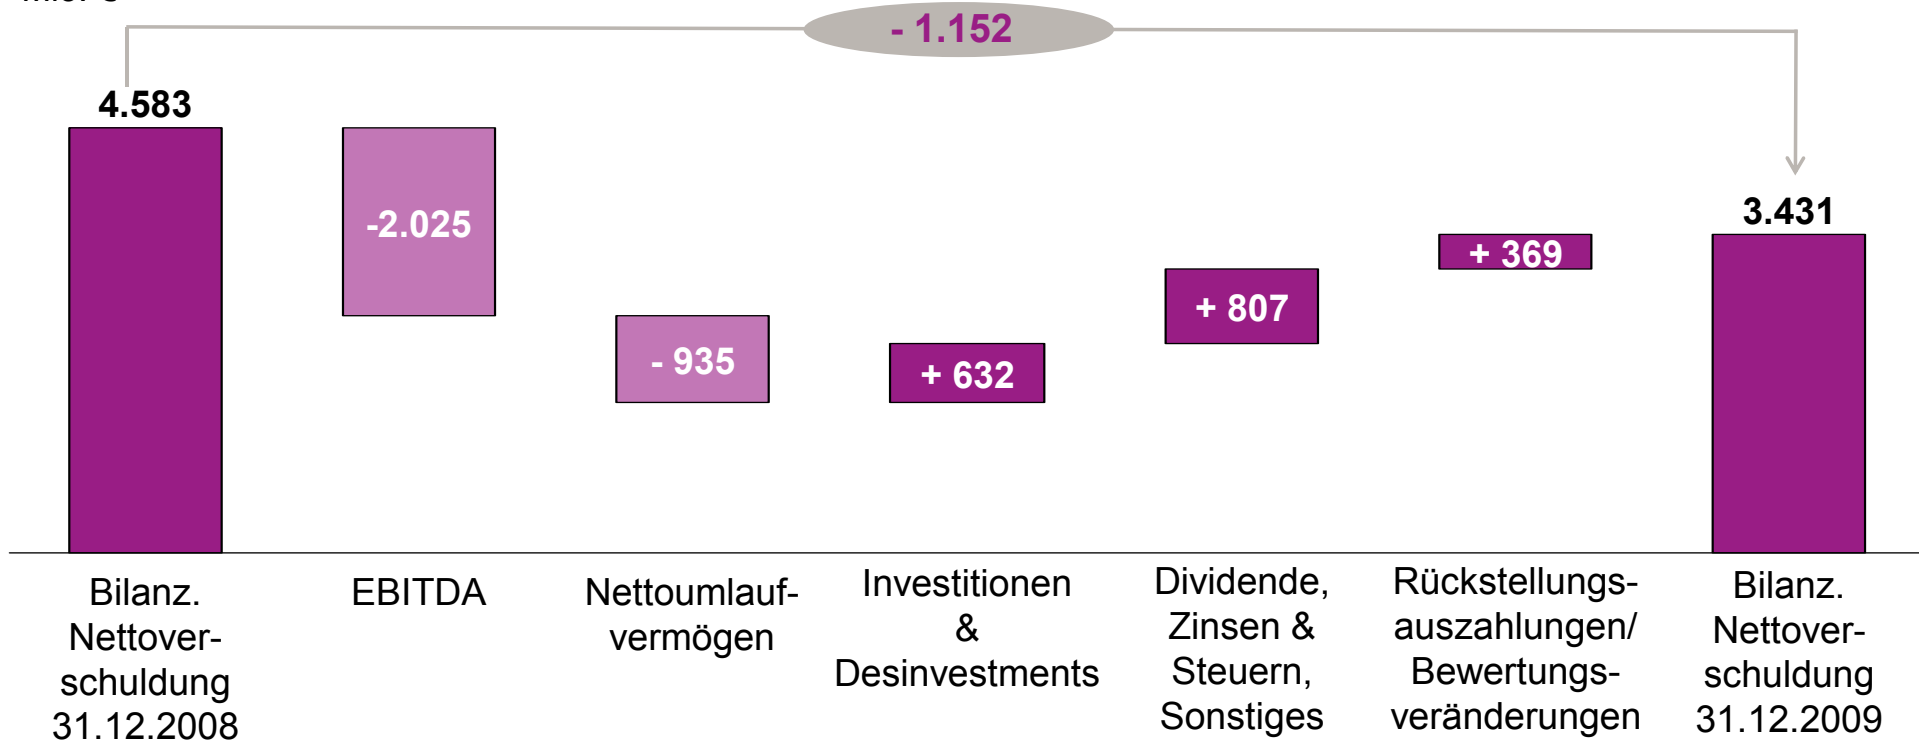 - 1.152
4.583
-2.025
- 935
+ 632
+ 807
+ 369
3.431
Bilanz.
Nettover-
schuldung
31.12.2008
EBITDA
Nettoumlauf-
vermögen
Investitionen
&
Desinvestments
Dividende,
Zinsen &
Steuern,
Sonstiges
Rückstellungs-
auszahlungen/
Bewertungs-
veränderungen
Bilanz.
Nettover-
schuldung
31.12.2009